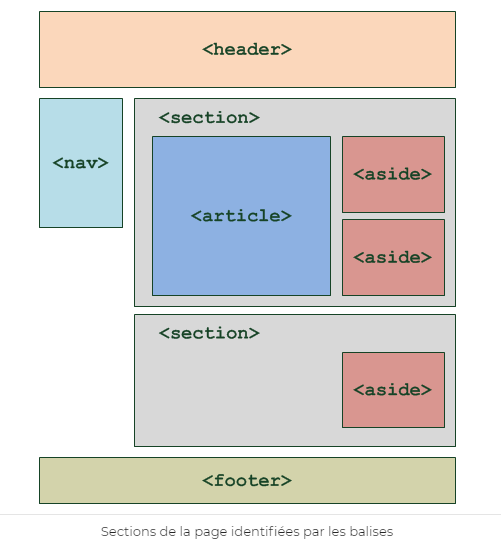 <header>
<nav>
<section>
<article>
<aside>
<aside>
<section>
<aside>
<footer>
Sections de la page identifiées par les balises